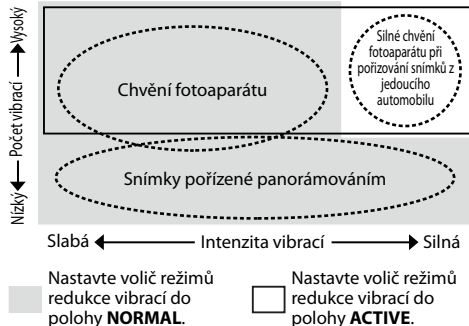 Vysoky
Počet vibrací
Nízký
Chvění fotoaparátu
Silné chvění
fotoaparátu při
pořizování snímků z
jedoucího
automobilu
Snímky pořízené panorámováním
Slabá
Intenzita vibrací
Silná
Nastavte volič režimů
redukce vibrací do
polohy NORMAL.
Nastavte volič režimů
redukce vibrací do
polohy ACTIVE.